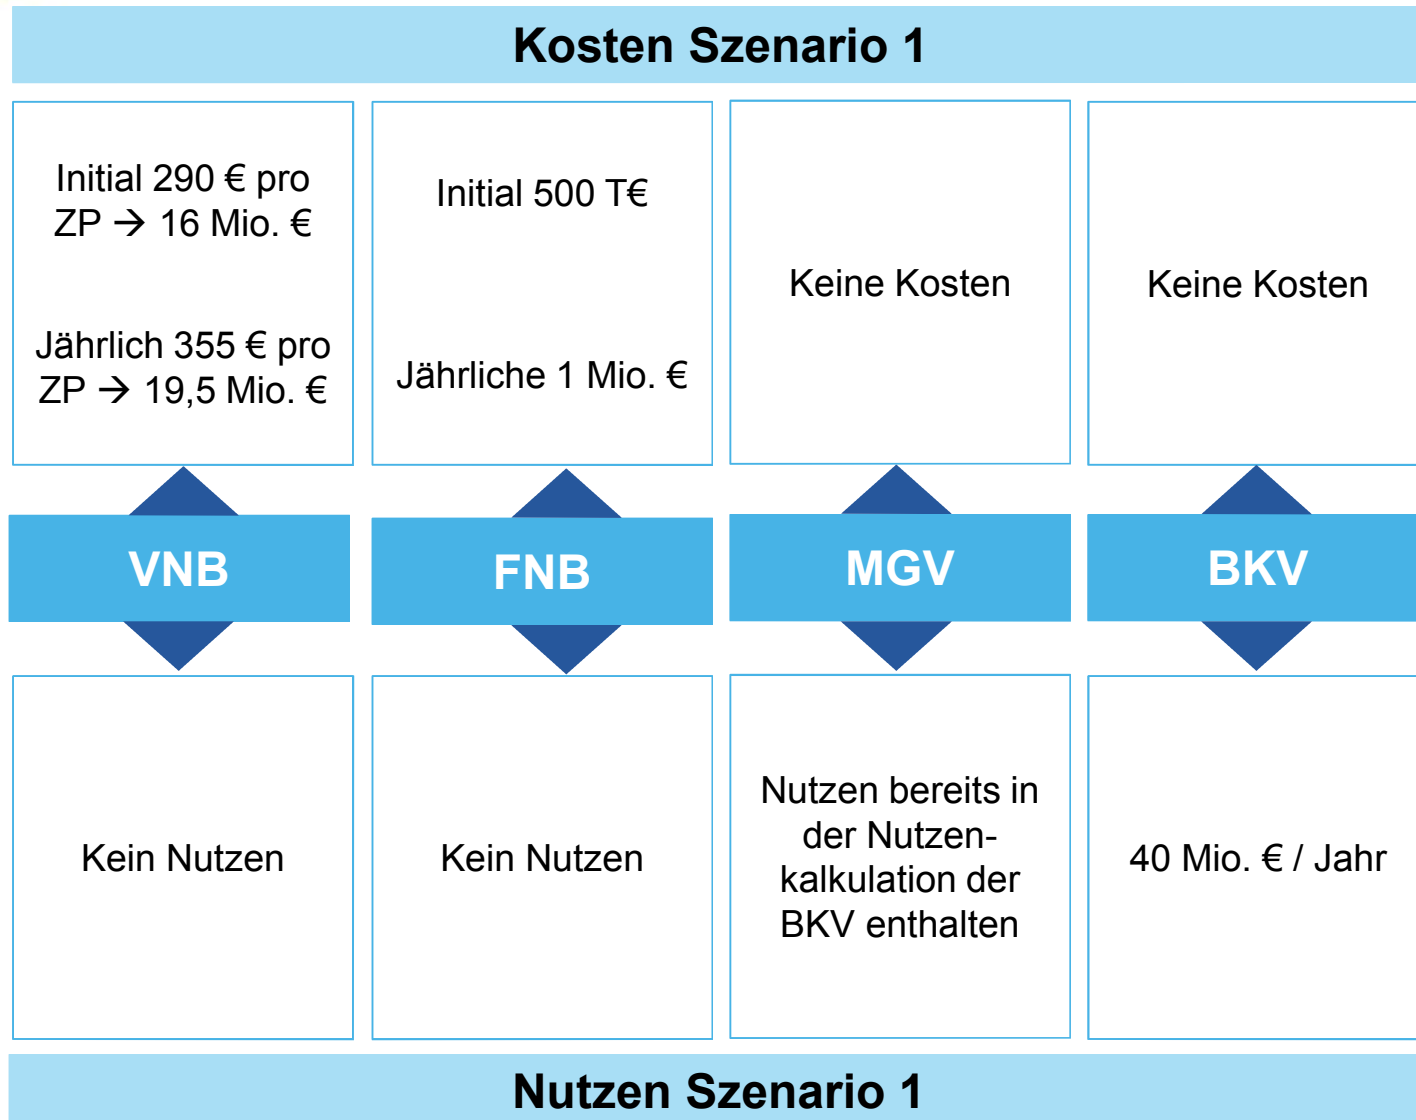 Kosten Szenario 1
Initial 290 € pro
ZP → 16 Mio. €
Jährlich 355 € pro
ZP → 19,5 Mio. €
Initial 500 T€
Jährliche 1 Mio. €
Keine Kosten
Keine Kosten
VNB
FNB
MGV
BKV
Kein Nutzen
Kein Nutzen
Nutzen bereits in
der Nutzen-
kalkulation der
BKV enthalten
40 Mio. € / Jahr
Nutzen Szenario 1